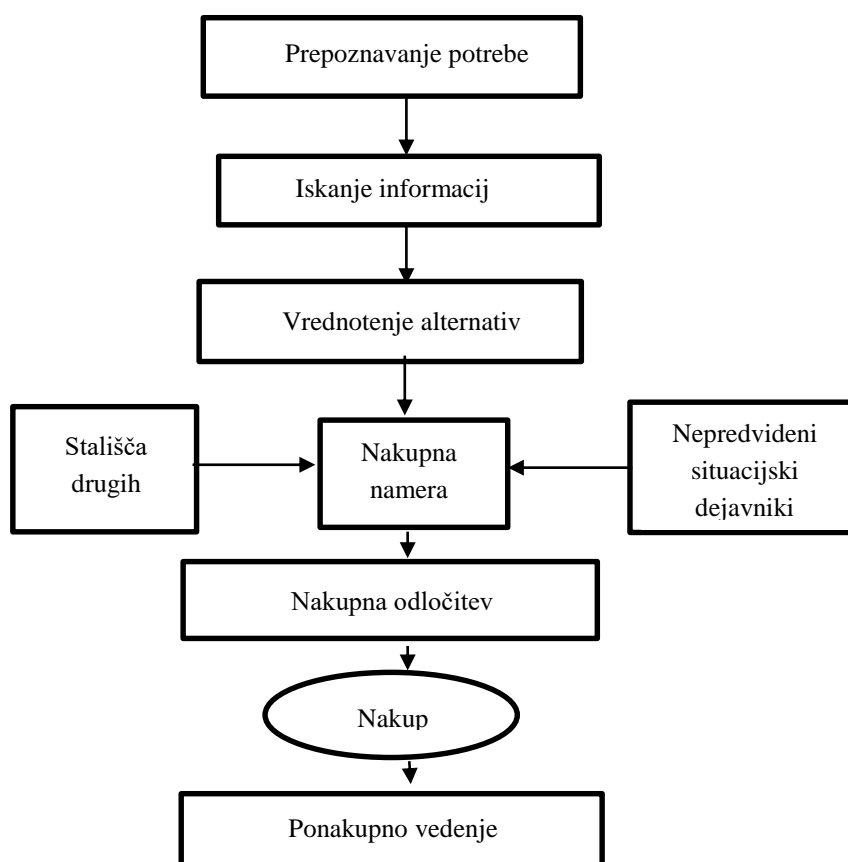 Prepoznavanje potrebe
Iskanje informacij
Vrednotenje alternativ
Stališča
drugih
Nakupna
namera
Nepredvideni
situacijski
dejavniki
Nakupna odločitev
Nakup
Ponakupno vedenje